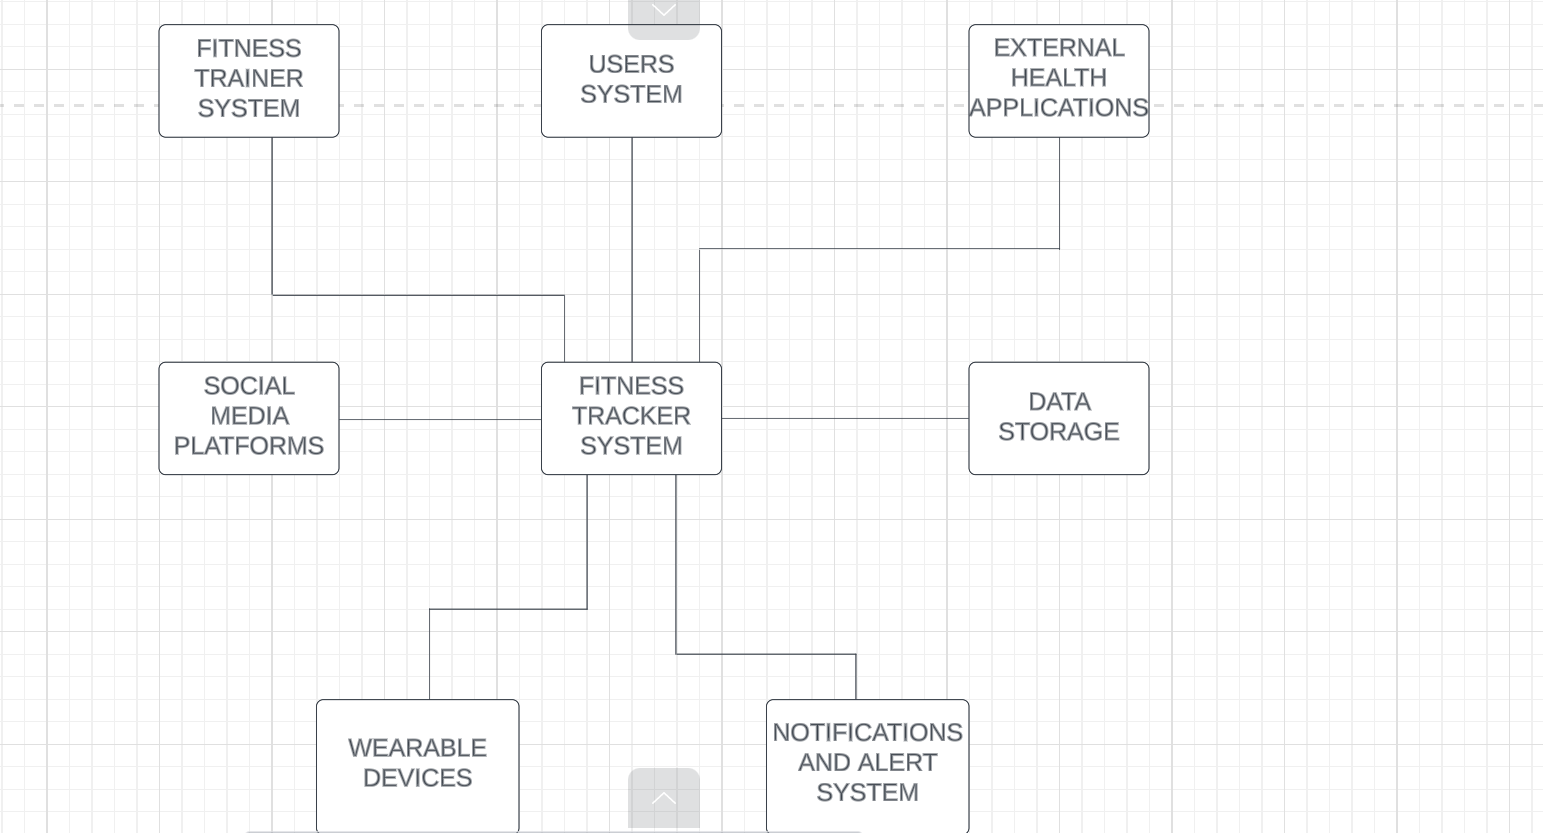 FITNESS
TRAINER
SYSTEM
USERS
SYSTEM
EXTERNAL
HEALTH
APPLICATIONS
SOCIAL
MEDIA
PLATFORMS
FITNESS
TRACKER
SYSTEM
DATA
STORAGE
WEARABLE
DEVICES
NOTIFICATIONS
AND ALERT
SYSTEM